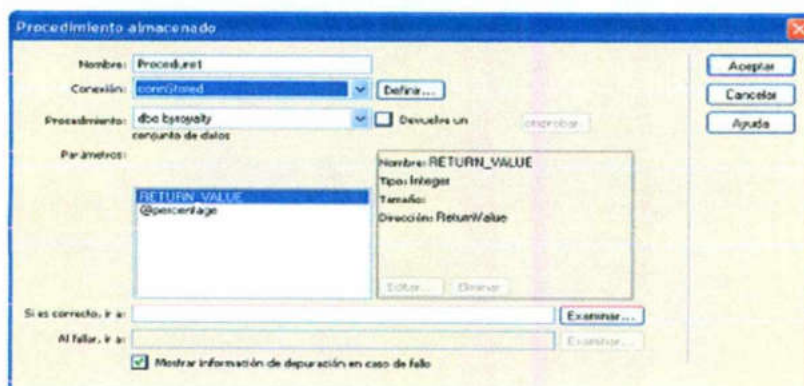 Procedimiento almacenado
Nombre: Procedure1
Aceptar
Conexión: connStored
Definir...
Cancelar
Procedimiento: dbo.byroyalty
Devuelve un
comprobar..
Ayuda
conjunto de datos
Parámetros:
Nombre: RETURN_VALUE
Tipo: Integer
RETURN_VALUE
Tamaño:
@percentage
Dirección: ReturnValue
Editar...
Eliminar
Si es correcto, ir a:
Examinar...
Al fallar, ir a:
Examinar...
Mostrar información de depuración en caso de fallo